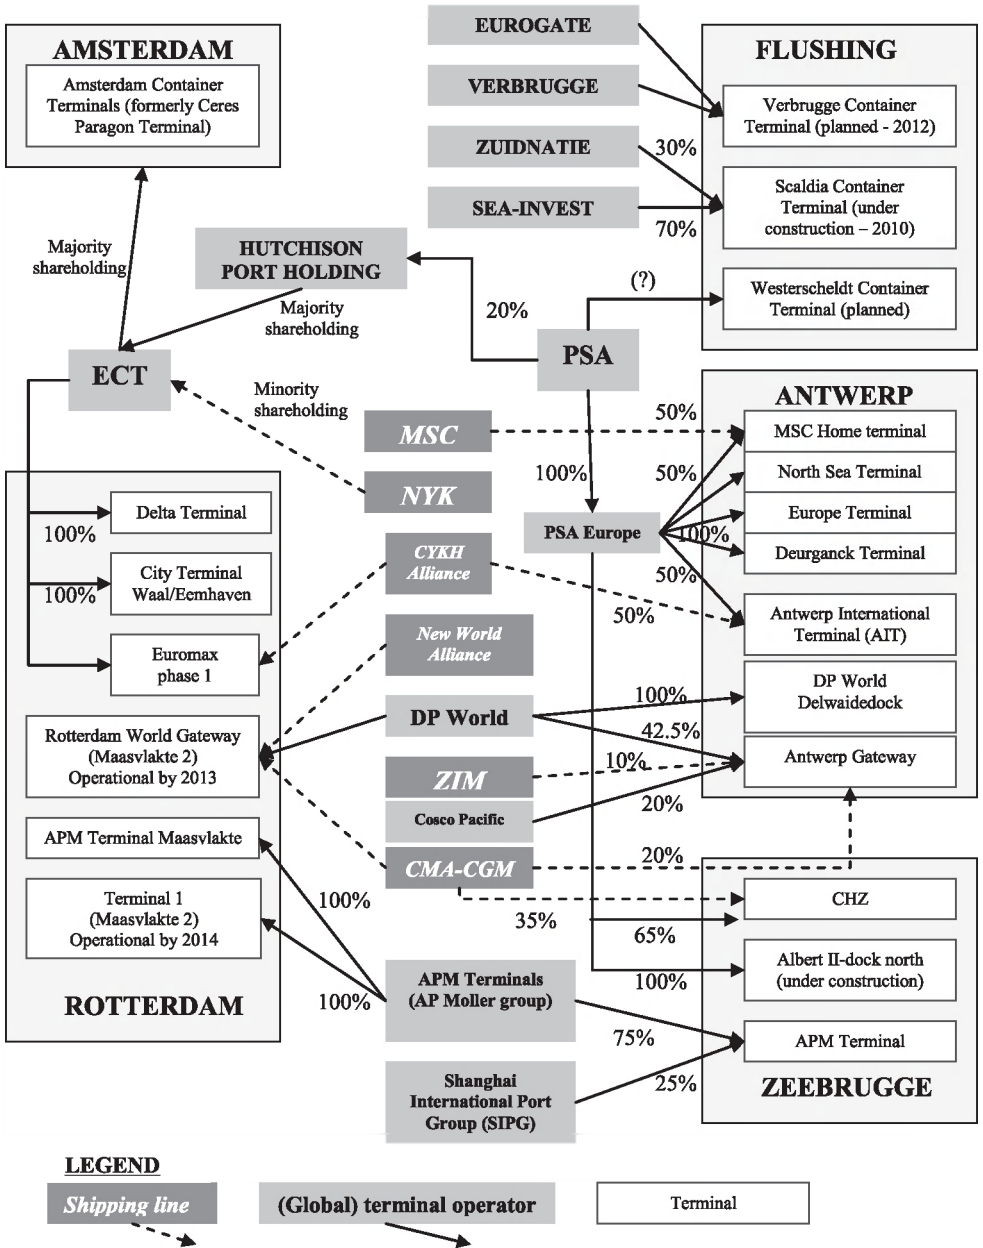 AMSTERDAM
Amsterdam Container
Terminals (formerly Ceres
Paragon Terminal)
EUROGATE
VERBRUGGE
ZUIDNATIE
30%
SEA-INVEST
70%
FLUSHING
Verbrugge Container
Terminal (planned - 2012)
Scaldia Container
Terminal (under
construction – 2010)
Westerscheldt Container
Terminal (planned)
Majority
shareholding
HUTCHISON
PORT HOLDING
Majority
shareholding
20%
(?)
PSA
ECT
Minority
shareholding
MSC
50%
NYK
100%
50%
PSA Europe
100%
50%
ANTWERP
MSC Home terminal
North Sea Terminal
Europe Terminal
Deurganck Terminal
Antwerp International
Terminal (AIT)
DP World
Delwaidedock
Antwerp Gateway
Delta Terminal
100%
City Terminal
Waal/Eemhaven
100%
Euromax
phase 1
Rotterdam World Gateway
(Maasvlakte 2)
Operational by 2013
APM Terminal Maasvlakte
Terminal 1
(Maasvlakte 2)
Operational by 2014
ROTTERDAM
CYKH
Alliance
50%
New World
Alliance
DP World
100%
42.5%
ZIM
10%
Cosco Pacific
20%
CMA-CGM
20%
35%
65%
100%
100%
100%
APM Terminals
(AP Moller group)
75%
Shanghai
International Port
Group (SIPG)
25%
CHZ
Albert II-dock north
(under construction)
APM Terminal
ZEEBRUGGE
LEGEND
Shipping line
(Global) terminal operator
Terminal